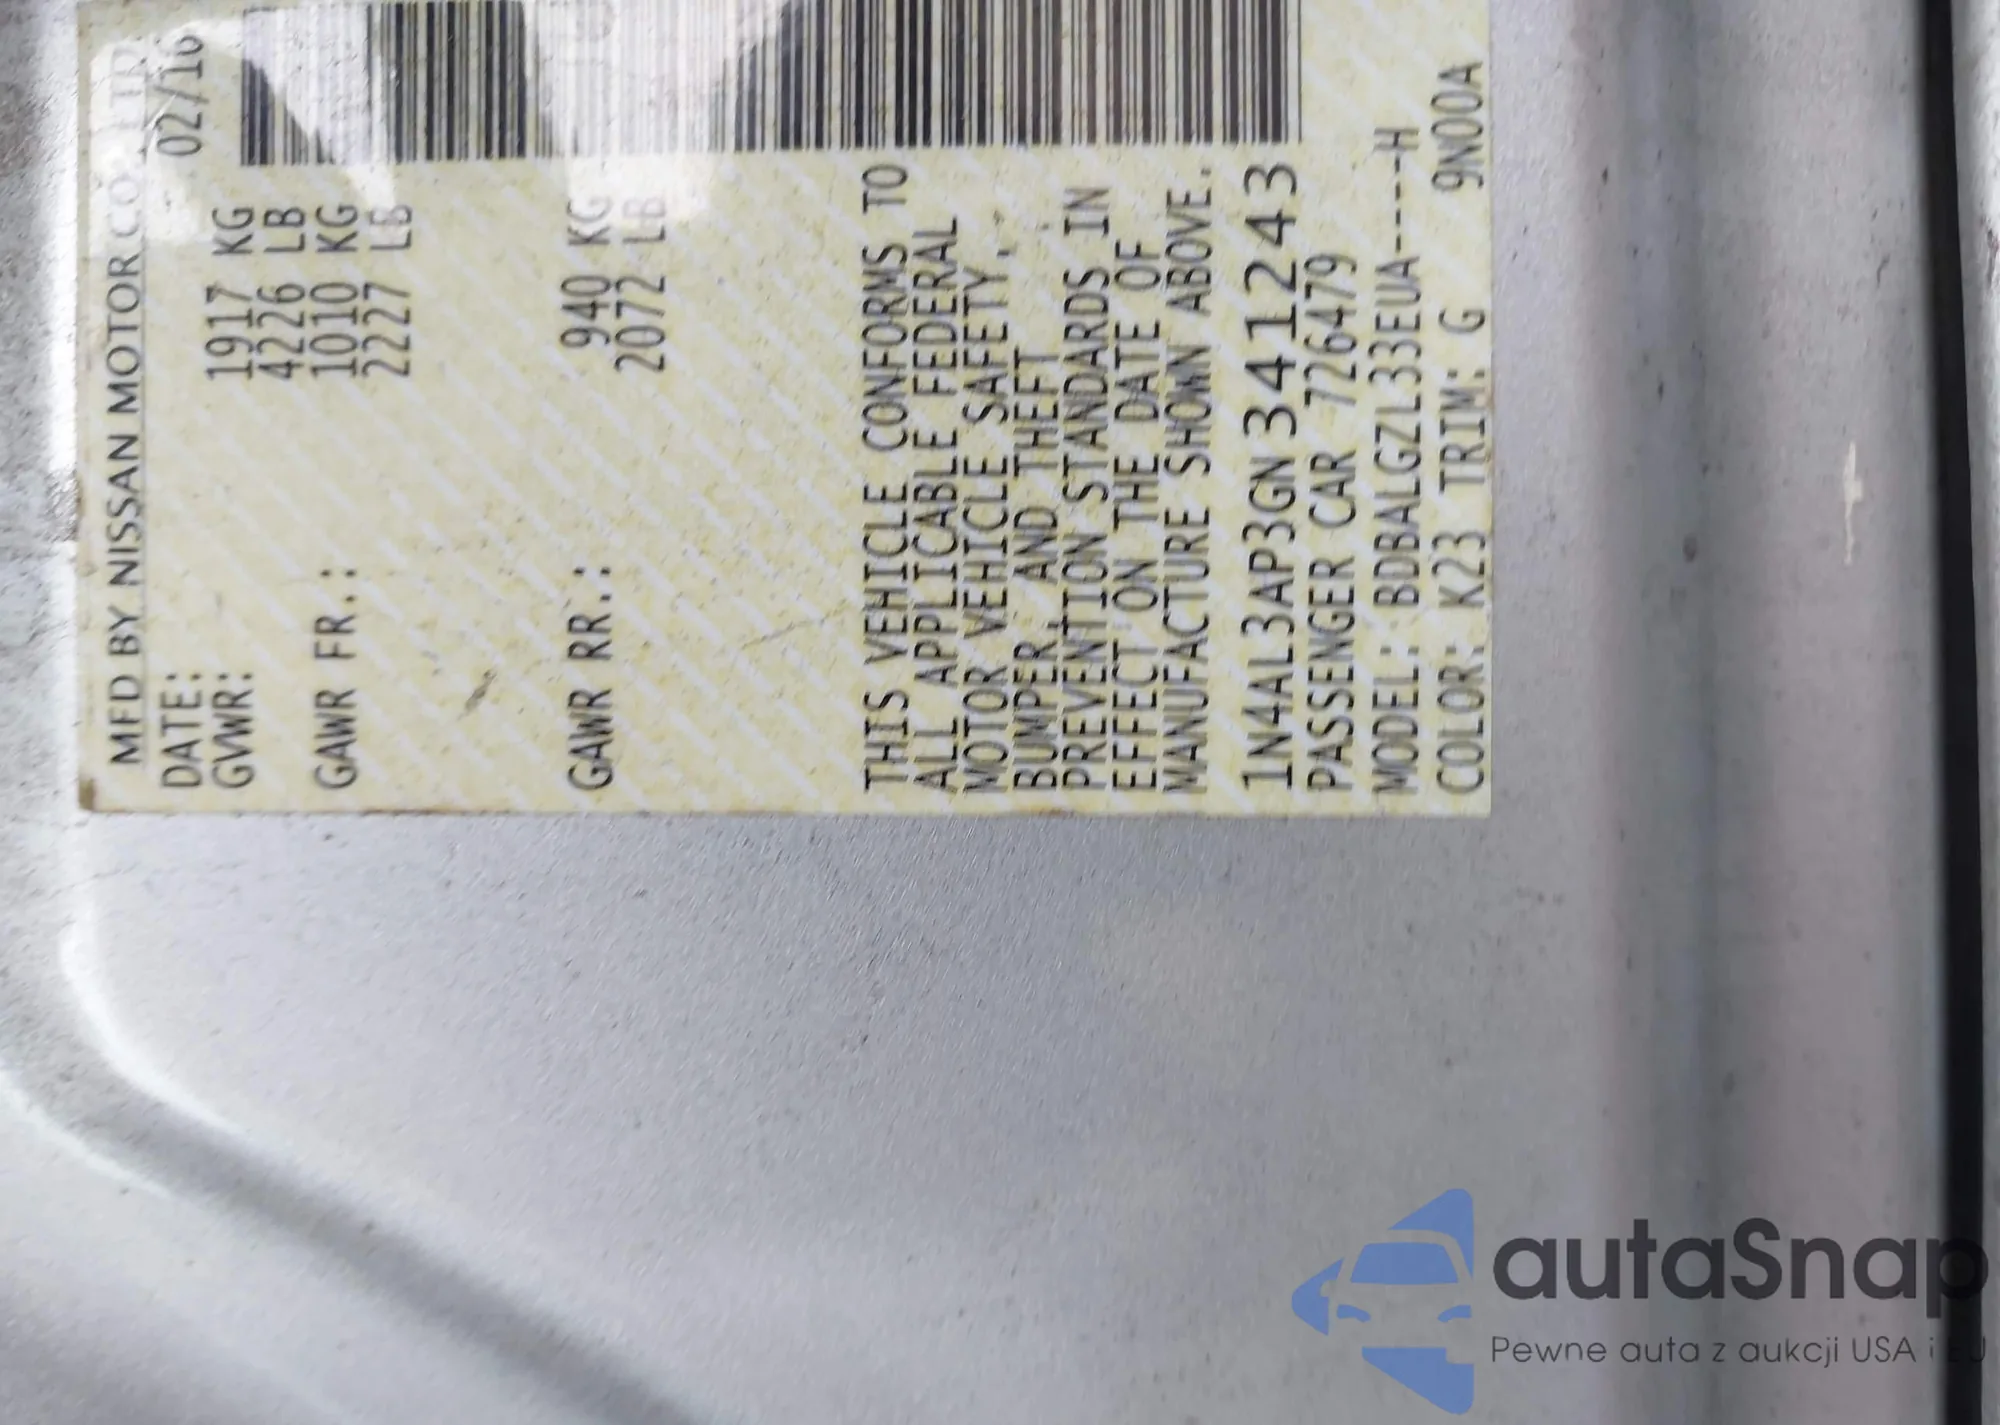 MFD BY NISSAN MOTOR CO., LTD.
DATE: 02/16
GVWR: 1917 KG
4226 LB
GAWR FR.: 1010 KG
2227 LB
GAWR RR.: 940 KG
2072 LB
THIS VEHICLE CONFORMS TO
ALL APPLICABLE FEDERAL
MOTOR VEHICLE SAFETY,
BUMPER, AND THEFT
PREVENTION STANDARDS IN
EFFECT ON THE DATE OF
MANUFACTURE SHOWN ABOVE.
1N4AL3AP3GN341243
PASSENGER CAR 726479
MODEL: BDBALGZL33EUA----H
COLOR: K23 TRIM: G 9N00A
autaSnap
Pewne auta z aukcji USA i EU